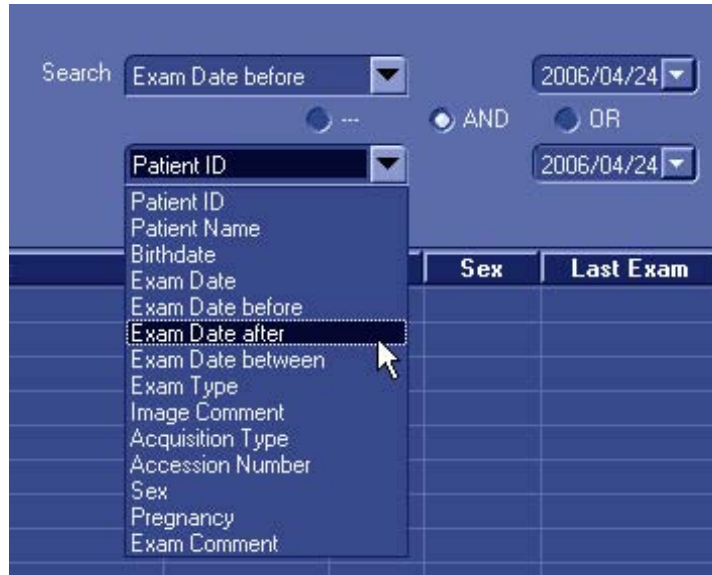 Search Exam Date before 2006/04/24
--- AND OR
Patient ID 2006/04/24
Patient ID
Patient Name
Birthdate
Exam Date
Exam Date before
Exam Date after
Exam Date between
Exam Type
Image Comment
Acquisition Type
Accession Number
Sex
Pregnancy
Exam Comment
Sex Last Exam